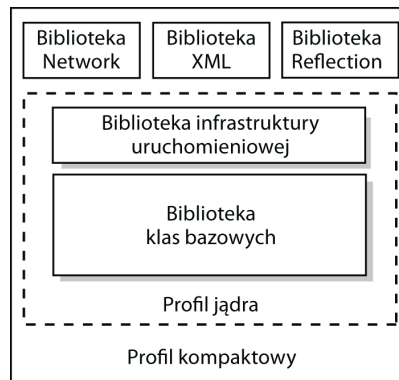 Biblioteka
Network
Biblioteka
XML
Biblioteka
Reflection
Biblioteka infrastruktury
uruchomieniowej
Biblioteka
klas bazowych
Profil jądra
Profil kompaktowy